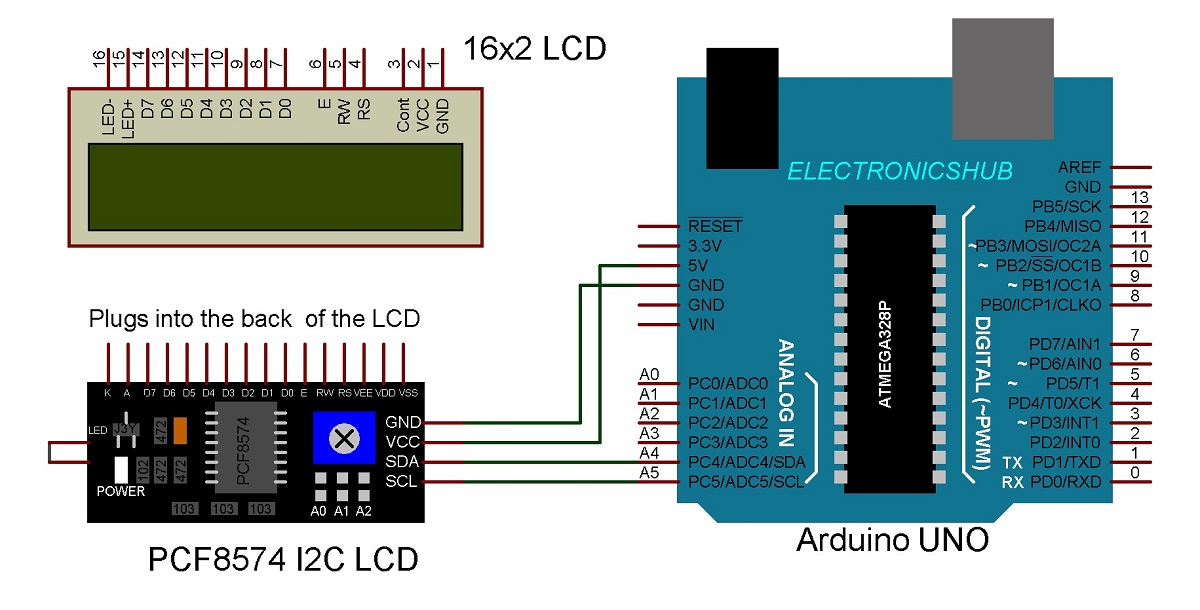 16x2 LCD
16 15 14 13 12 11 10 9 8 7 6 5 4 3 2 1
LED- LED+ D7 D6 D5 D4 D3 D2 D1 D0 E RW RS Cont VCC GND
Plugs into the back of the LCD
K A D7 D6 D5 D4 D3 D2 D1 D0 E RW RS VEE VDD VSS
LED
J3Y
472
102
472
472
POWER
103
103
103
PCF8574
A0 A1 A2
GND
VCC
SDA
SCL
PCF8574 I2C LCD
ELECTRONICSHUB
RESET
3.3V
5V
GND
GND
VIN
A0 PC0/ADC0
A1 PC1/ADC1
A2 PC2/ADC2
A3 PC3/ADC3
A4 PC4/ADC4/SDA
A5 PC5/ADC5/SCL
ANALOG IN
ATMEGA328P
DIGITAL (~PWM)
AREF
GND
PB5/SCK 13
PB4/MISO 12
~PB3/MOSI/OC2A 11
~ PB2/SS/OC1B 10
~ PB1/OC1A 9
PB0/ICP1/CLKO 8
PD7/AIN1 7
~ PD6/AIN0 6
~ PD5/T1 5
PD4/T0/XCK 4
~ PD3/INT1 3
PD2/INT0 2
TX PD1/TXD 1
RX PD0/RXD 0
Arduino UNO